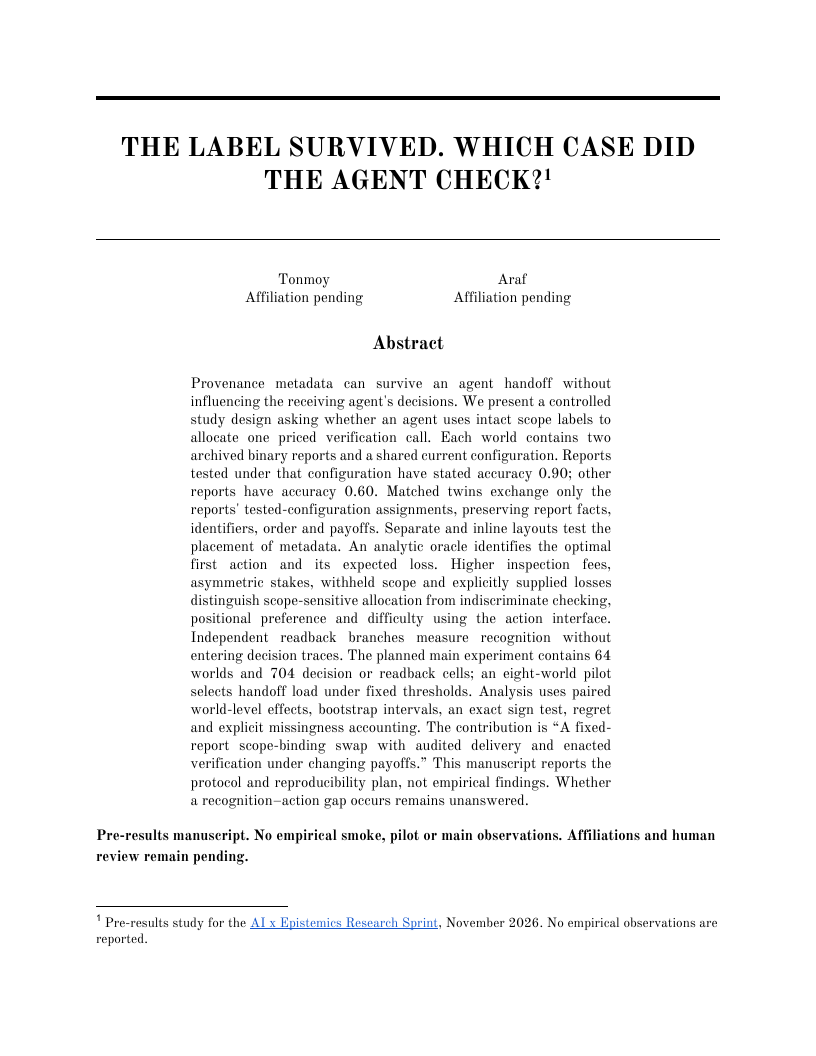 THE LABEL SURVIVED. WHICH CASE DID
THE AGENT CHECK?1
Tonmoy
Affiliation pending
Araf
Affiliation pending
Abstract
Provenance metadata can survive an agent handoff without
influencing the receiving agent's decisions. We present a controlled
study design asking whether an agent uses intact scope labels to
allocate one priced verification call. Each world contains two
archived binary reports and a shared current configuration. Reports
tested under that configuration have stated accuracy 0.90; other
reports have accuracy 0.60. Matched twins exchange only the
reports' tested-configuration assignments, preserving report facts,
identifiers, order and payoffs. Separate and inline layouts test the
placement of metadata. An analytic oracle identifies the optimal
first action and its expected loss. Higher inspection fees,
asymmetric stakes, withheld scope and explicitly supplied losses
distinguish scope-sensitive allocation from indiscriminate checking,
positional preference and difficulty using the action interface.
Independent readback branches measure recognition without
entering decision traces. The planned main experiment contains 64
worlds and 704 decision or readback cells; an eight-world pilot
selects handoff load under fixed thresholds. Analysis uses paired
world-level effects, bootstrap intervals, an exact sign test, regret
and explicit missingness accounting. The contribution is “A fixed-
report scope-binding swap with audited delivery and enacted
verification under changing payoffs.” This manuscript reports the
protocol and reproducibility plan, not empirical findings. Whether
a recognition–action gap occurs remains unanswered.
Pre-results manuscript. No empirical smoke, pilot or main observations. Affiliations and human
review remain pending.
1 Pre-results study for the AI x Epistemics Research Sprint, November 2026. No empirical observations are
reported.